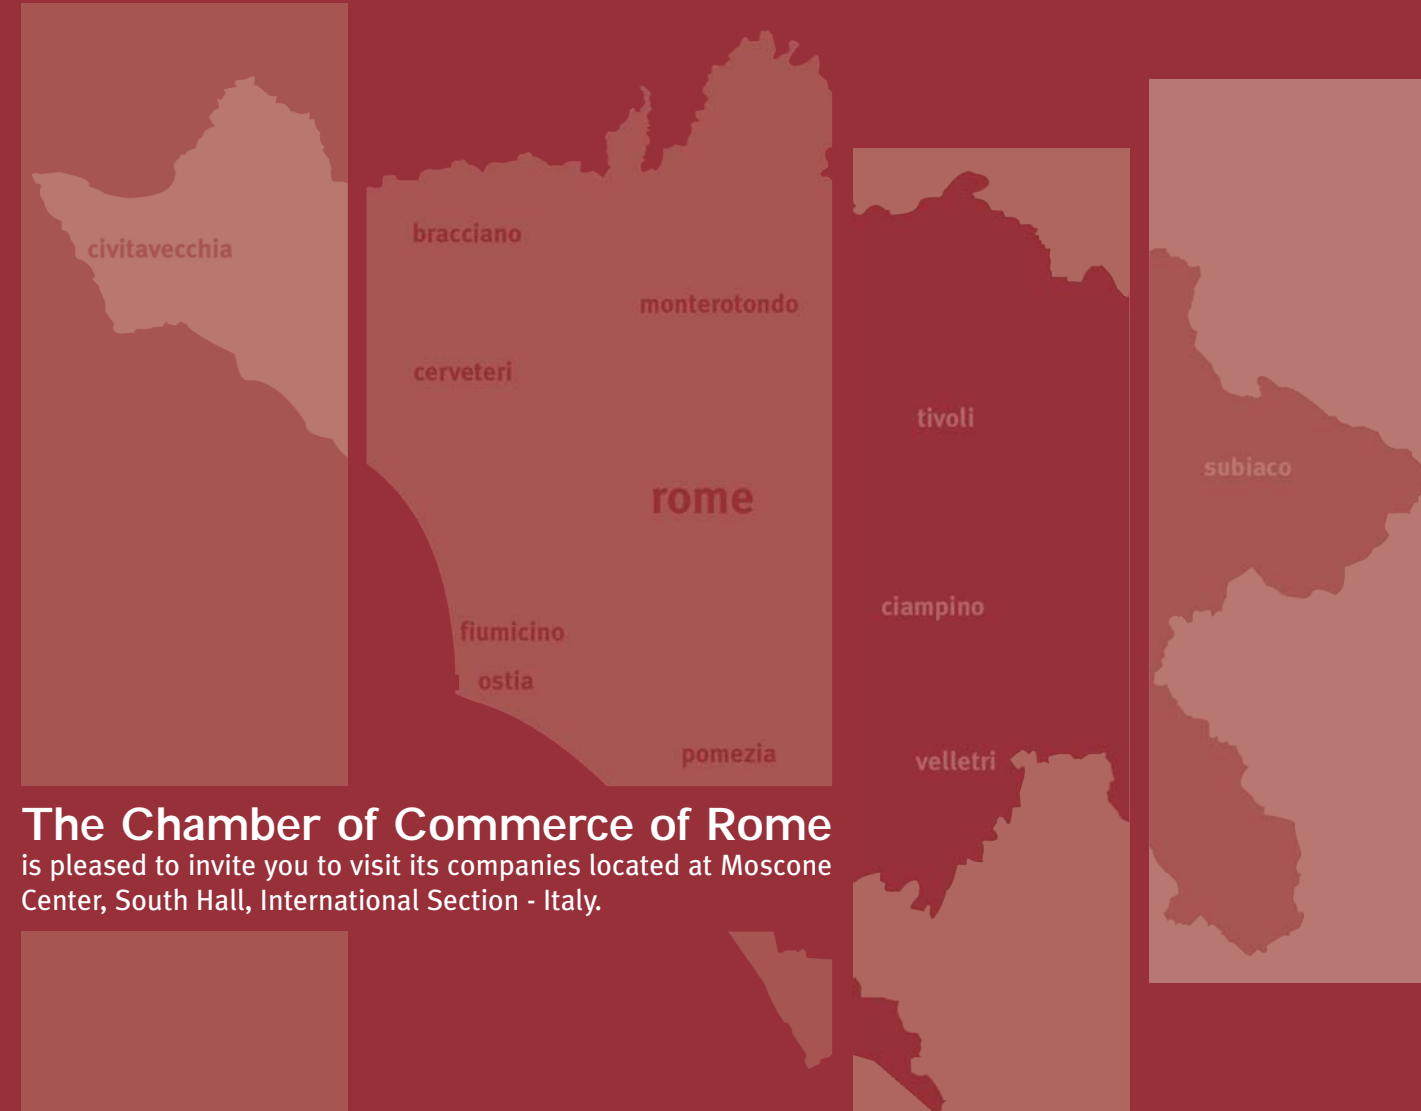 civitavecchia
bracciano
monterotondo
cerveteri
tivoli
subiaco
rome
ciampino
fiumicino
ostia
pomezia
velletri
The Chamber of Commerce of Rome
is pleased to invite you to visit its companies located at Moscone
Center, South Hall, International Section - Italy.